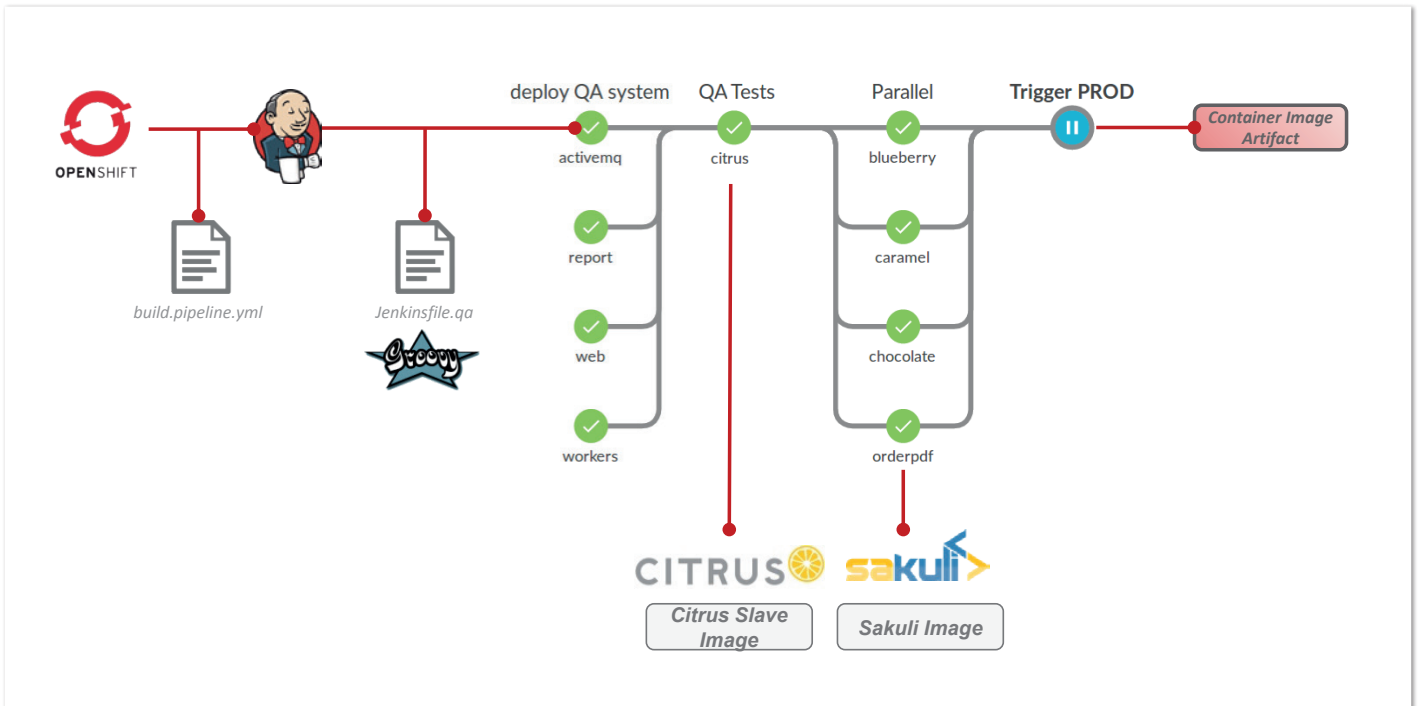 deploy QA system
QA Tests
Parallel
Trigger PROD
OPENSHIFT
activemq
citrus
blueberry
Container Image
Artifact
report
caramel
build.pipeline.yml
Jenkinsfile.qa
Groovy
web
chocolate
workers
orderpdf
CITRUS
sakuli
Citrus Slave
Image
Sakuli Image